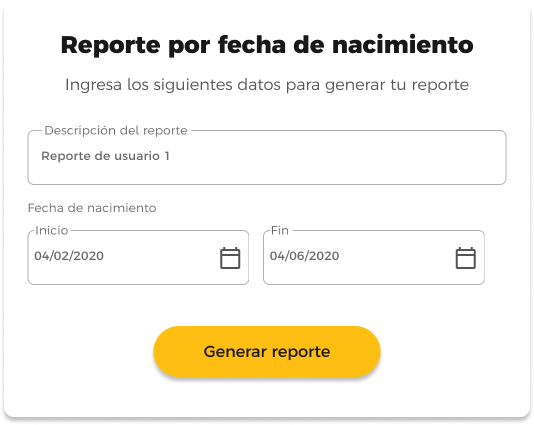 Reporte por fecha de nacimiento
Ingresa los siguientes datos para generar tu reporte
Descripción del reporte
Reporte de usuario 1
Fecha de nacimiento
Inicio
04/02/2020
Fin
04/06/2020
Generar reporte